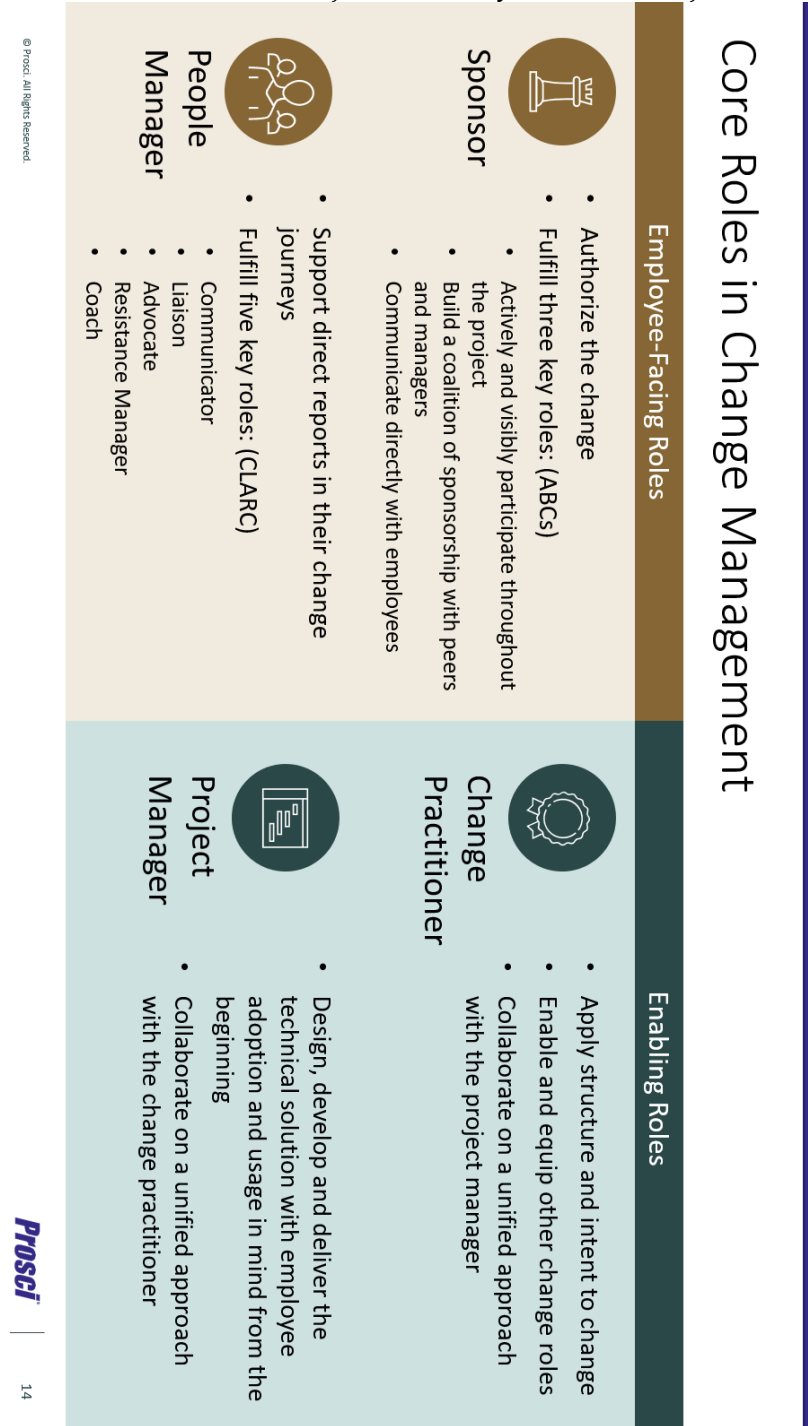 Core Roles in Change Management
Employee-Facing Roles
Sponsor
• Authorize the change
• Fulfill three key roles: (ABCs)
• Actively and visibly participate throughout
the project
• Build a coalition of sponsorship with peers
and managers
• Communicate directly with employees
People
Manager
• Support direct reports in their change
journeys
• Fulfill five key roles: (CLARC)
• Communicator
• Liaison
• Advocate
• Resistance Manager
• Coach
Enabling Roles
Change
Practitioner
• Apply structure and intent to change
• Enable and equip other change roles
• Collaborate on a unified approach
with the project manager
Project
Manager
• Design, develop and deliver the
technical solution with employee
adoption and usage in mind from the
beginning
• Collaborate on a unified approach
with the change practitioner
© Prosci. All Rights Reserved.
Prosci
14